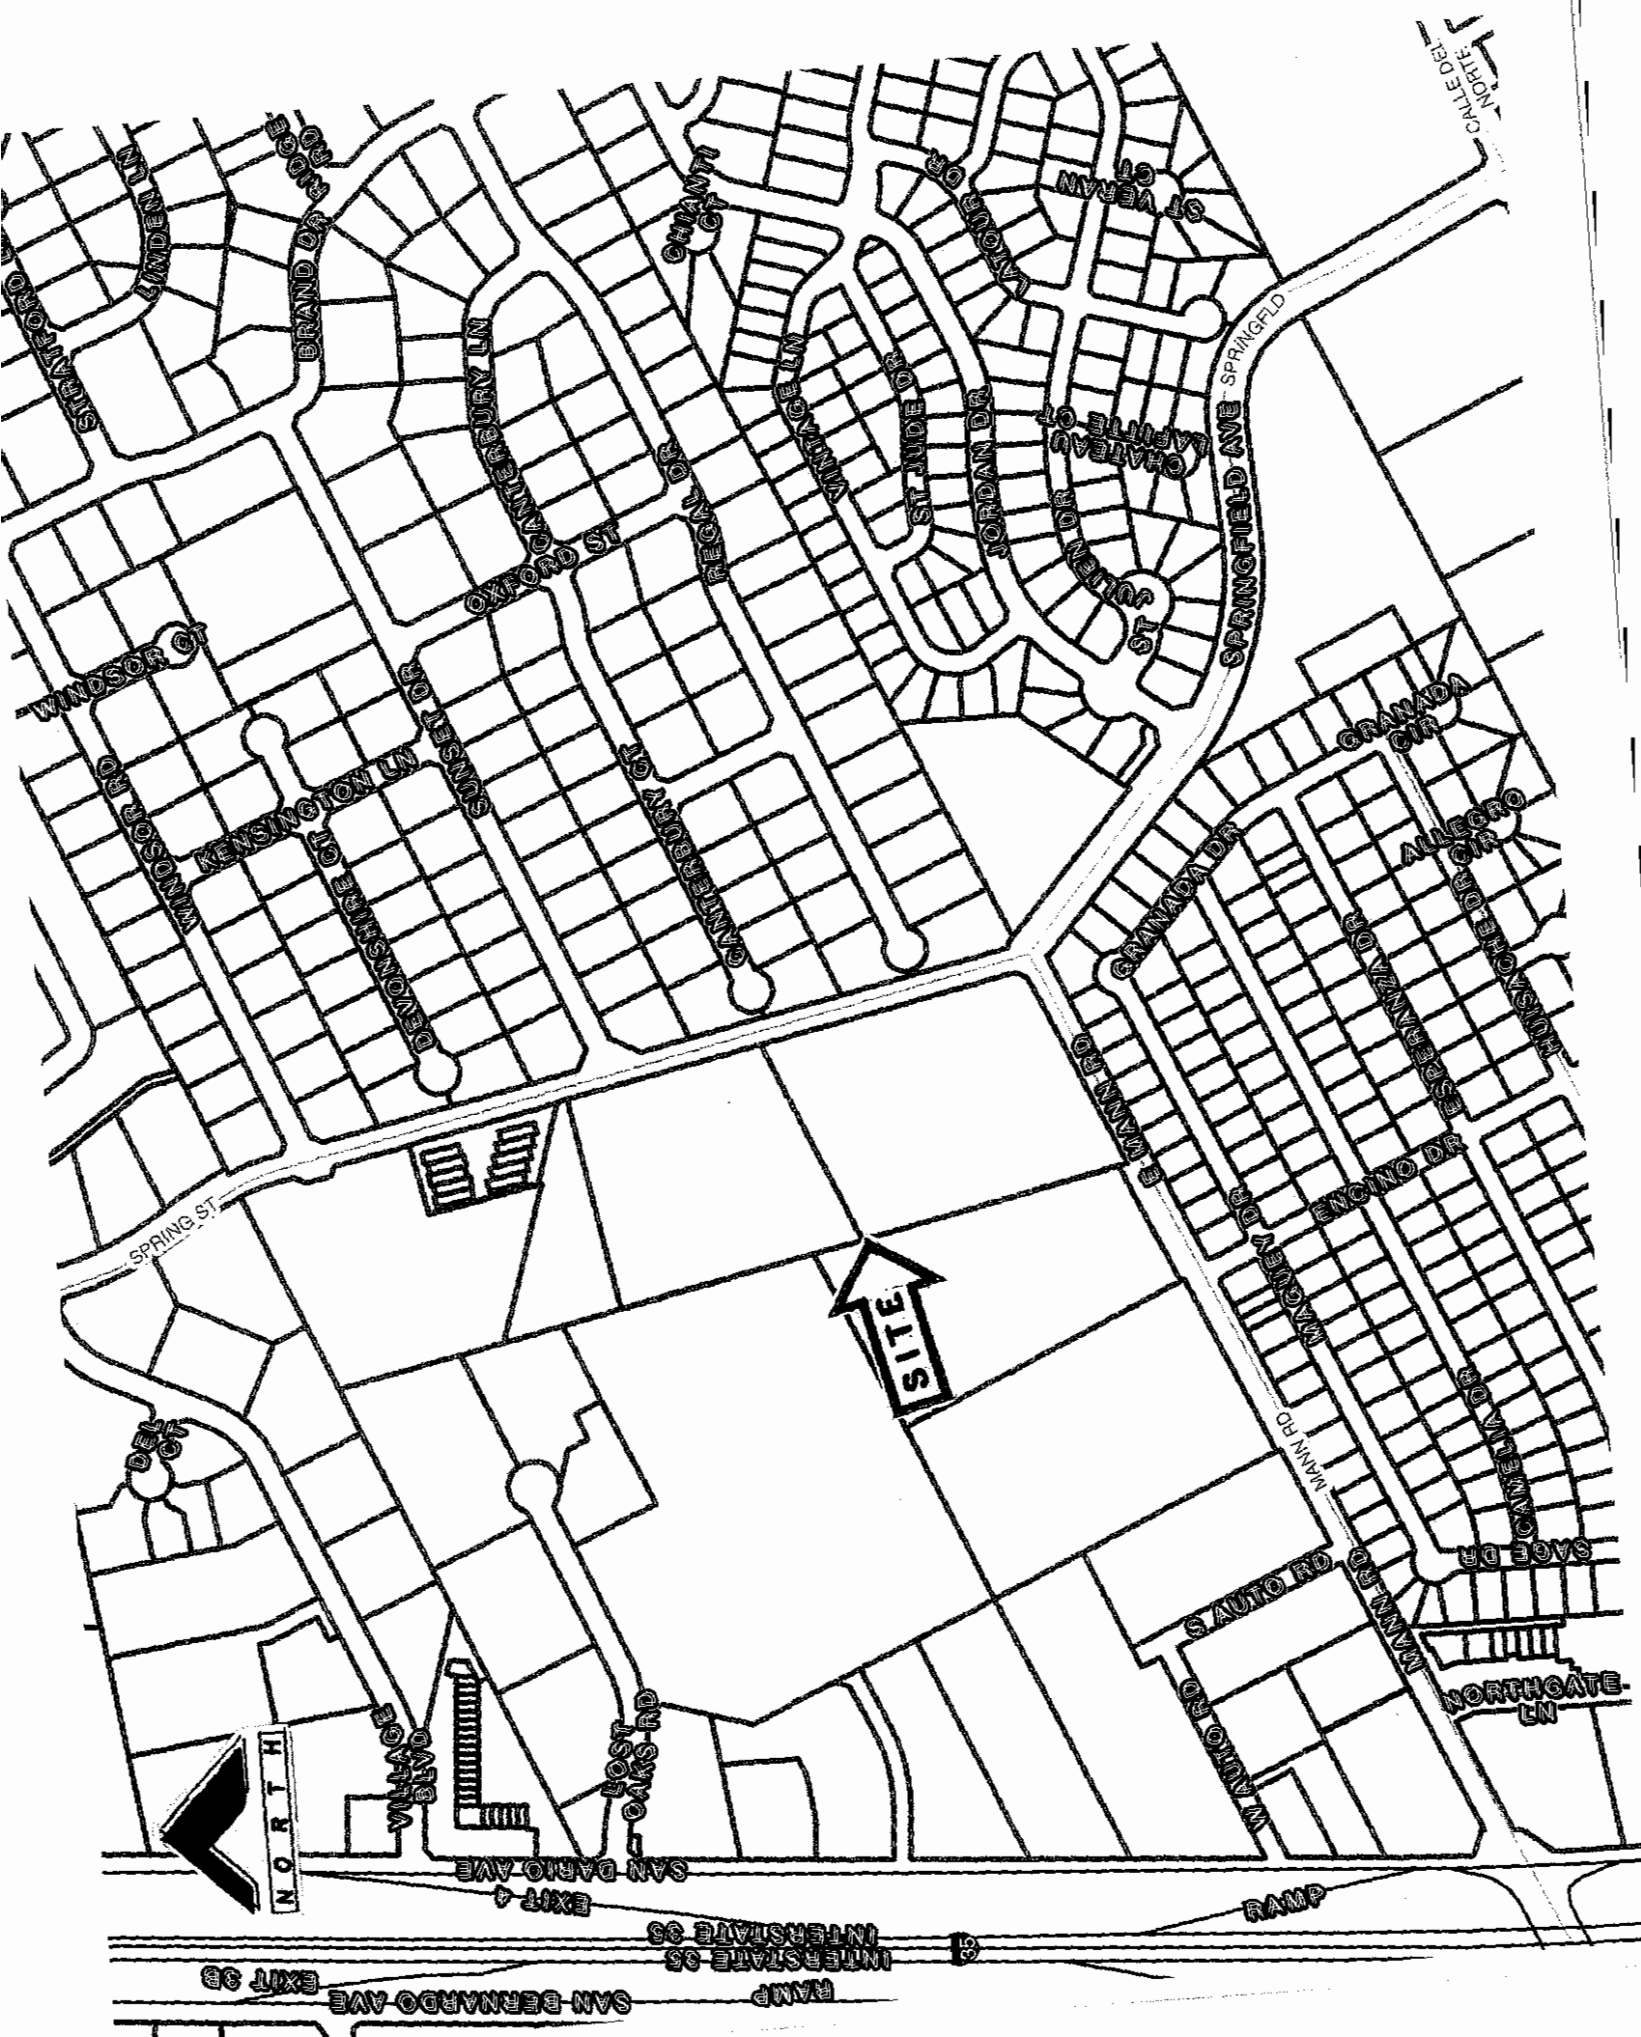 CALLE DEL
NORTE
LINDEN LN
RIDGE
RD
BRAND DR
STRATFORD
CHIANTI
CT
LATOUR DR
ST VERAN
CT
CANTERBURY LN
VINTAGE LN
ST JUDE DR
JORDAN DR
CHATEAU
LAFITTE
CT
SPRINGFLD
SPRINGFIELD AVE
REGAL DR
OXFORD ST
ST JULIEN DR
WINDSOR CT
WINDSOR RD
KENSINGTON LN
SUNSET DR
DEVONSHIRE CT
CANTERBURY CT
GRANADA
CIR
GRANADA DR
ALLEGRO
CIR
HUISACHE DR
ESPERANZA DR
E MANN RD
ENCINO DR
MAGUEY DR
SPRING ST
SITE
MANN RD
CAMELIA DR
SAGE DR
DEL
CT
S AUTO RD
MANN RD
NORTHGATE
LN
W AUTO RD
VILLAGE
BLVD
LOST
OAKS RD
NORTH
SAN DARIO AVE
EXIT 4
RAMP
INTERSTATE 35
INTERSTATE 35
35
EXIT 3B
RAMP
SAN BERNARDO AVE